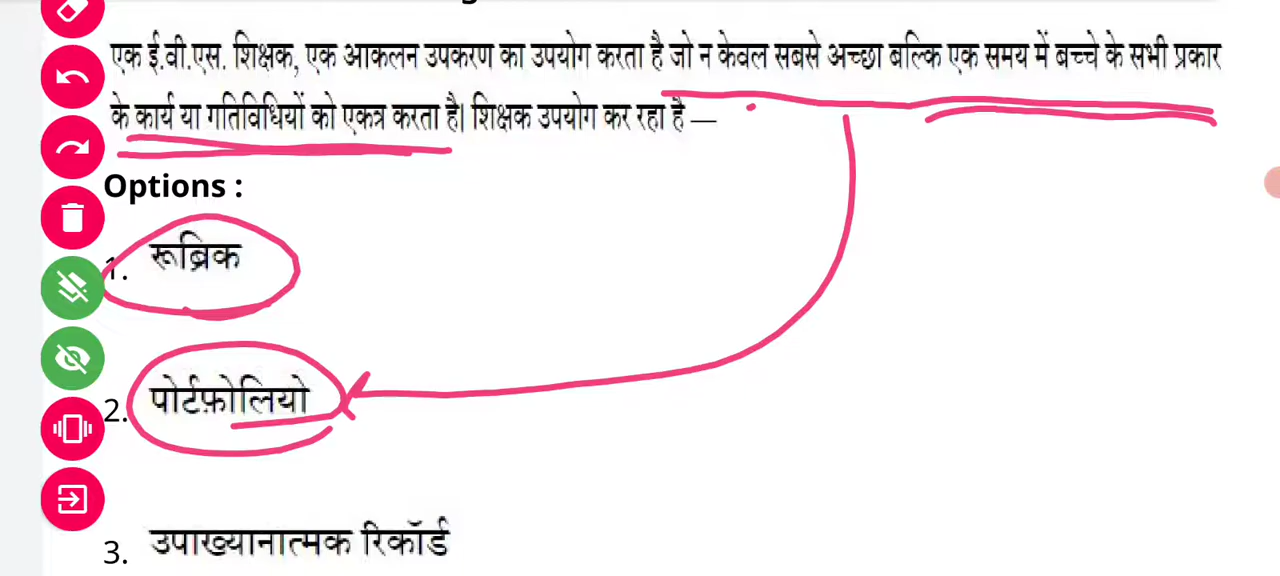 एक ई.वी.एस. शिक्षक, एक आकलन उपकरण का उपयोग करता है जो न केवल सबसे अच्छा बल्कि एक समय में बच्चे के सभी प्रकार
के कार्य या गतिविधियों को एकत्र करता है। शिक्षक उपयोग कर रहा है —
Options :
1. रूब्रिक
2. पोर्टफ़ोलियो
3. उपाख्यानात्मक रिकॉर्ड